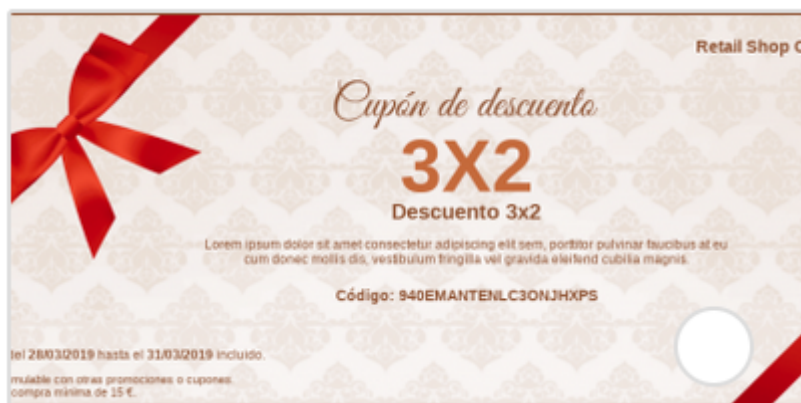 Retail Shop
Cupón de descuento
3X2
Descuento 3x2
Lorem ipsum dolor sit amet consectetur adipiscing elit sem, porttitor pulvinar faucibus at eu
cum donec mollis dis, vestibulum fringilla vel gravida eleifend cubilia magnis.
Código: 940EMANTENLC3ONJHXPS
28/03/2019 hasta el 31/03/2019 incluido.
con otras promociones o cupones.
compra mínima de 15 €.